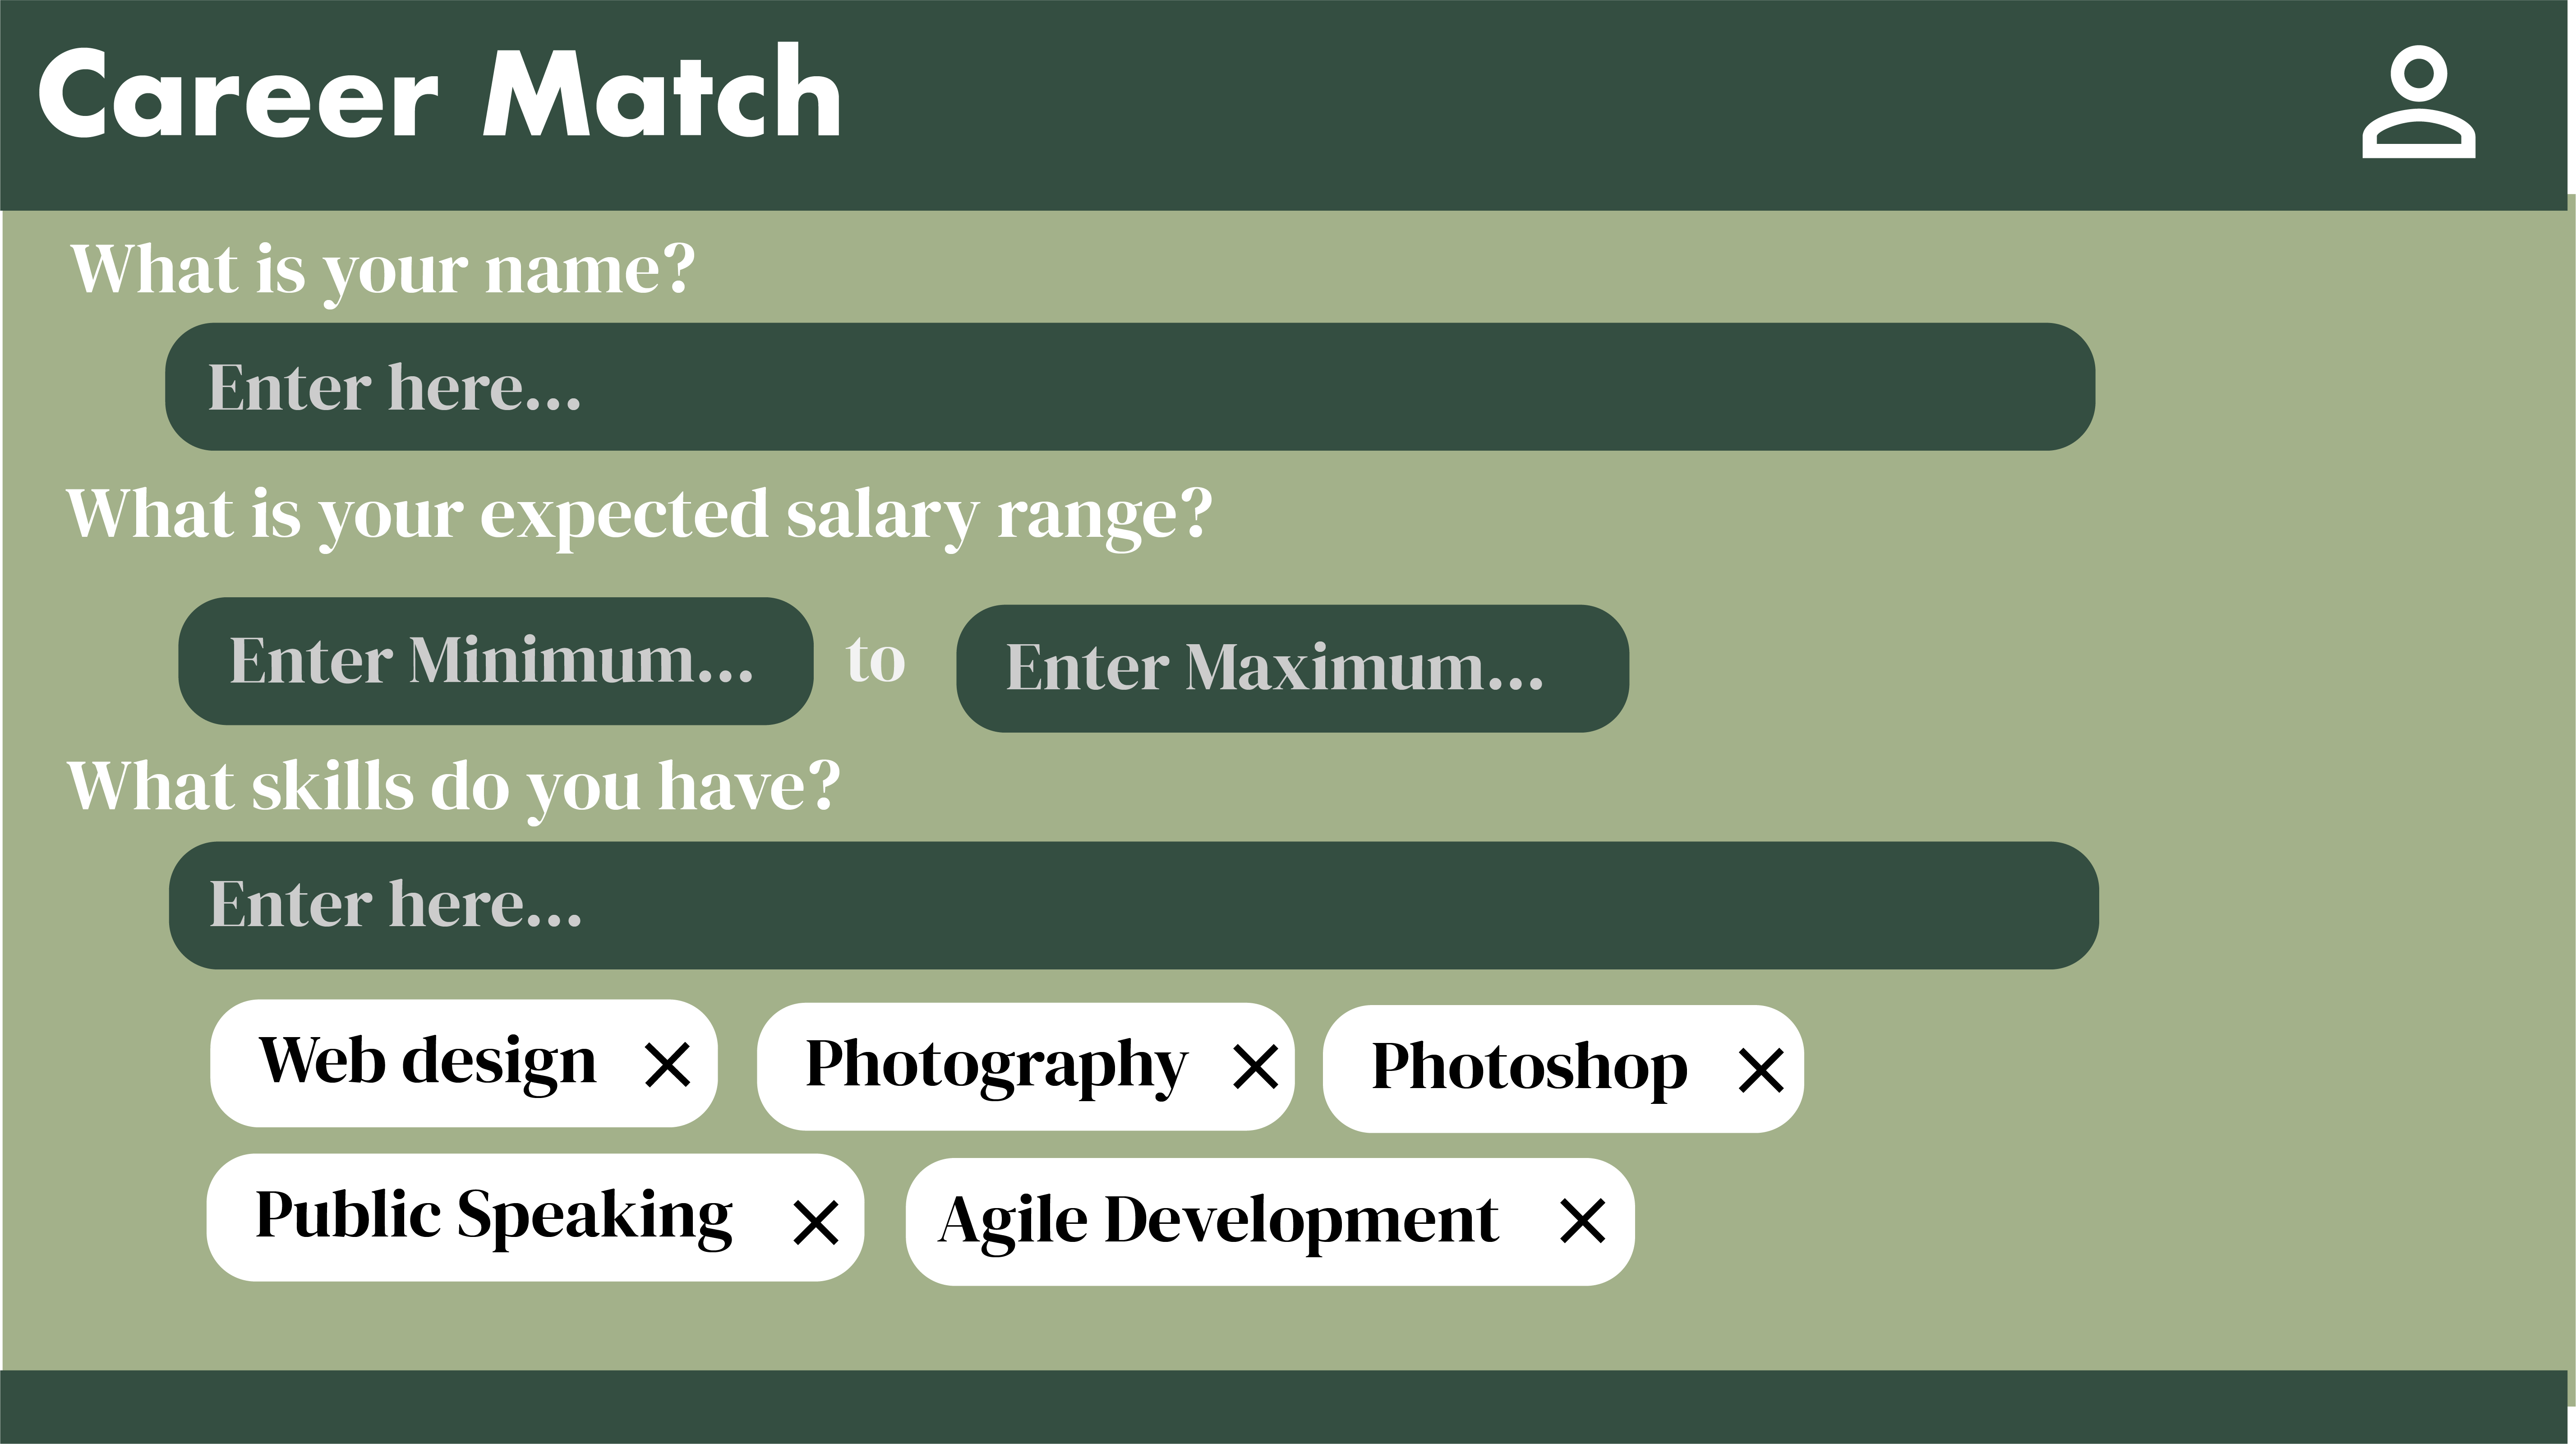 Career Match
What is your name?
Enter here...
What is your expected salary range?
Enter Minimum... to Enter Maximum...
What skills do you have?
Enter here...
Web design × Photography × Photoshop ×
Public Speaking × Agile Development ×